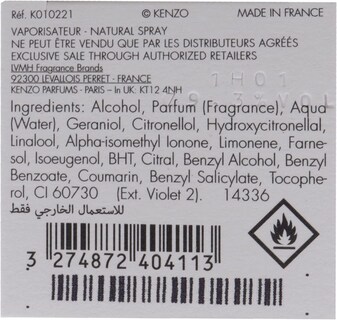 Réf. K010221 © KENZO MADE IN FRANCE
VAPORISATEUR - NATURAL SPRAY
NE PEUT ÊTRE VENDU QUE PAR LES DISTRIBUTEURS AGRÉÉS
EXCLUSIVE SALE THROUGH AUTHORIZED RETAILERS
LVMH Fragrance Brands
92300 LEVALLOIS PERRET - FRANCE
KENZO PARFUMS - PARIS – In UK: KT12 4NH
Ingredients: Alcohol, Parfum (Fragrance), Aqua
(Water), Geraniol, Citronellol, Hydroxycitronellal,
Linalool, Alpha-isomethyl Ionone, Limonene, Farne-
sol, Isoeugenol, BHT, Citral, Benzyl Alcohol, Benzyl
Benzoate, Coumarin, Benzyl Salicylate, Tocophe-
rol, CI 60730 (Ext. Violet 2). 14336
للاستعمال الخارجي فقط
3 274872 404113